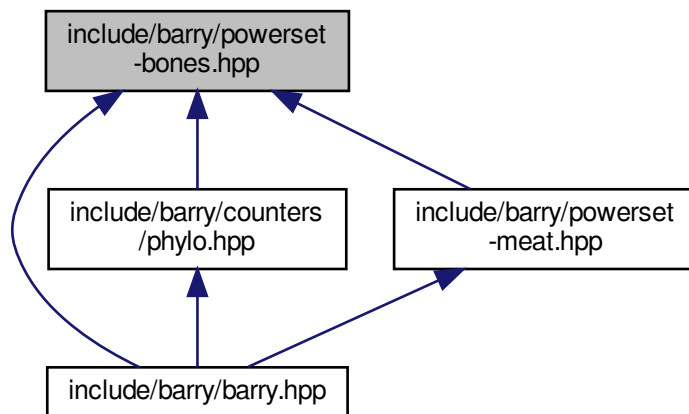 include/barry/powerset
-bones.hpp
include/barry/counters
/phylo.hpp
include/barry/powerset
-meat.hpp
include/barry/barry.hpp